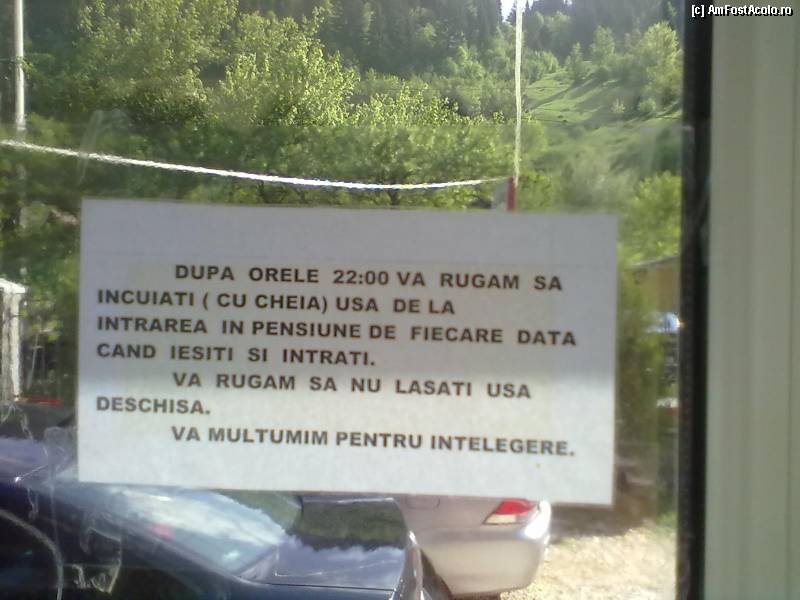 [c] AmFostAcolo.ro
DUPA ORELE 22:00 VA RUGAM SA
INCUIATI ( CU CHEIA) USA DE LA
INTRAREA IN PENSIUNE DE FIECARE DATA
CAND IESITI SI INTRATI.
VA RUGAM SA NU LASATI USA
DESCHISA.
VA MULTUMIM PENTRU INTELEGERE.